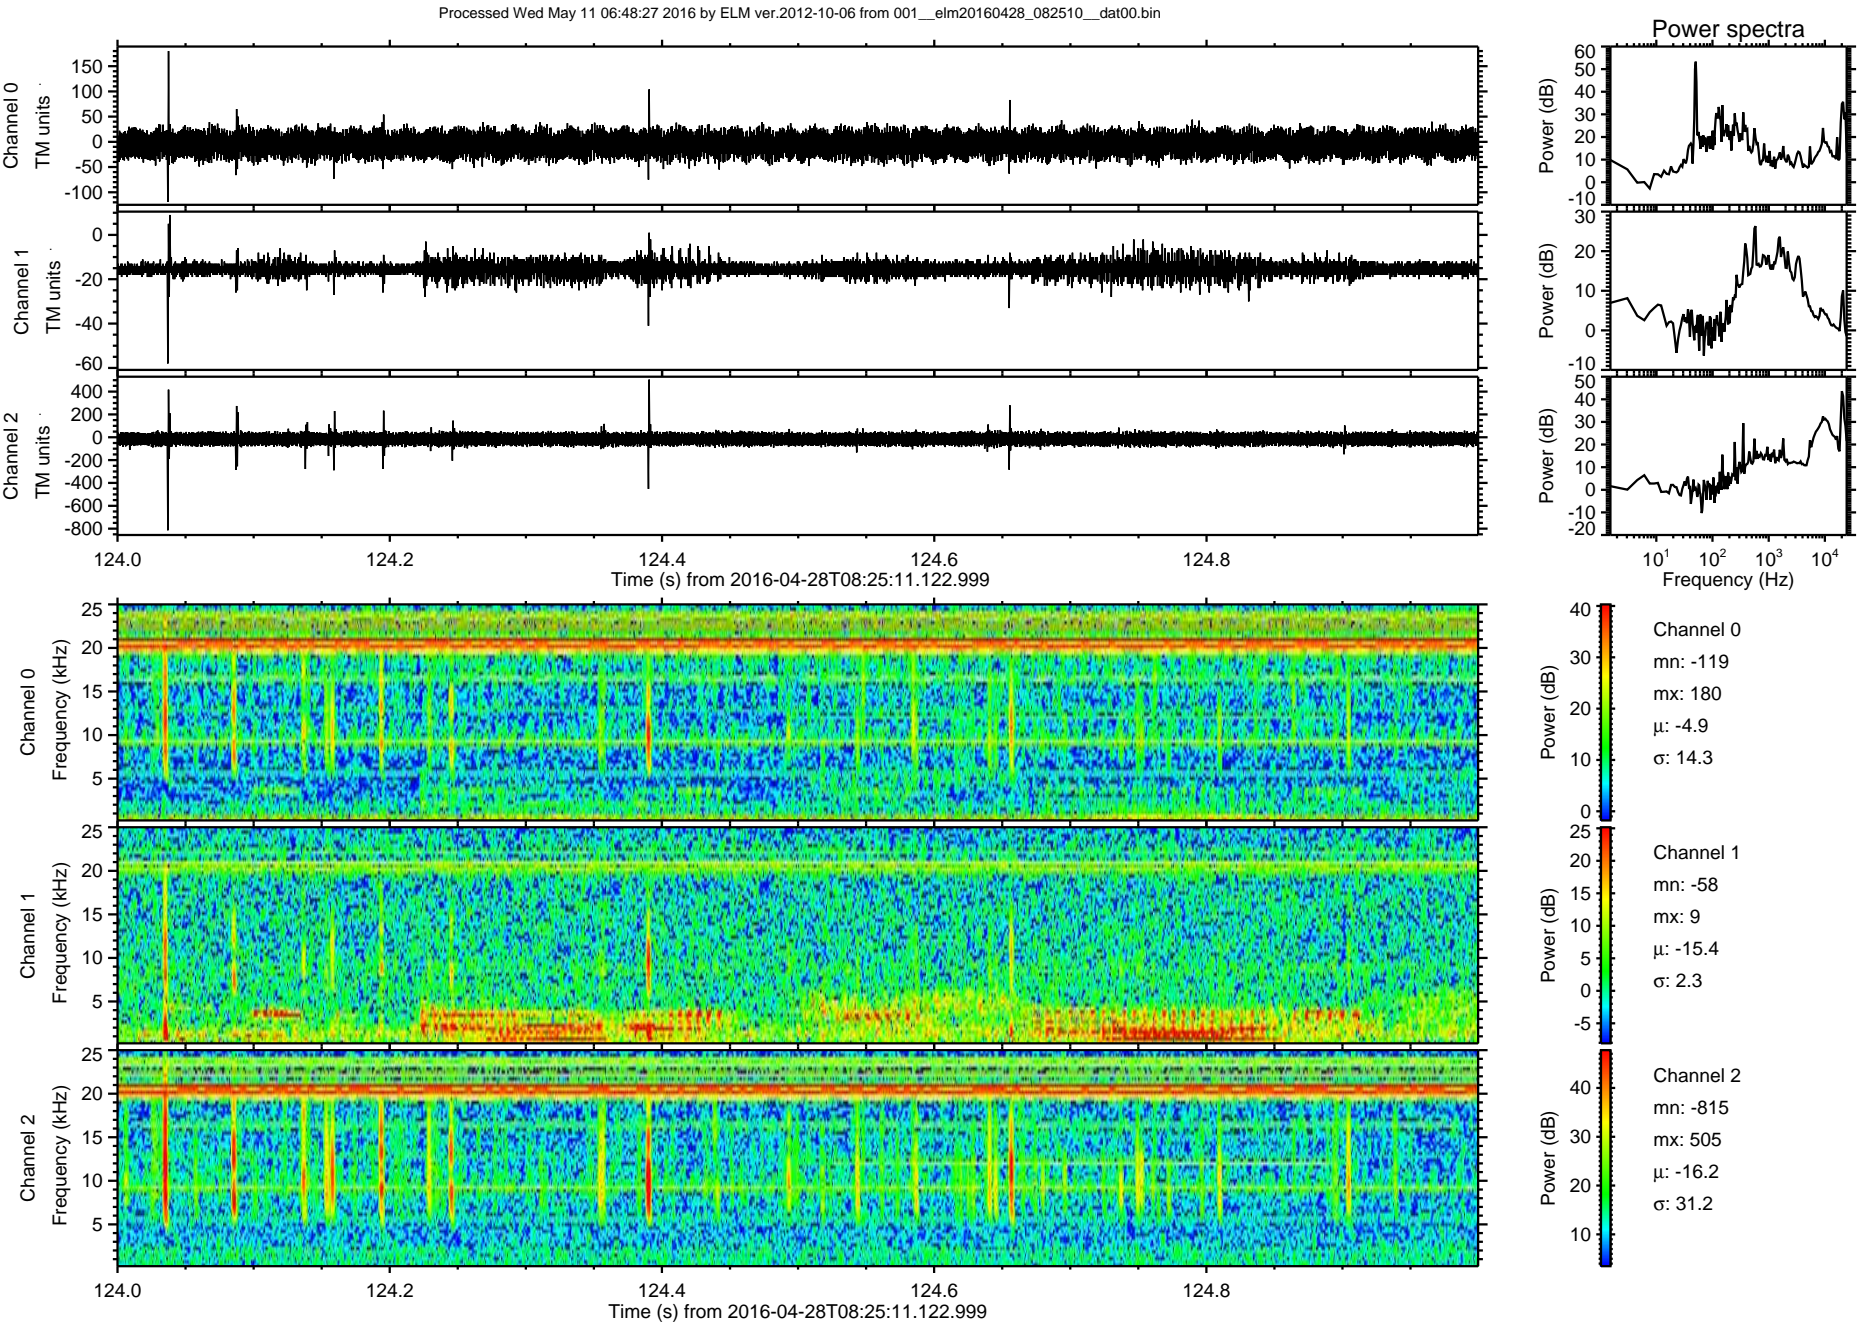 Processed Wed May 11 06:48:27 2016 by ELM ver.2012-10-06 from 001__elm20160428_082510__dat00.bin
Power spectra
Channel 0
TM units
150
100
50
0
-50
-100
Power (dB)
60
50
40
30
20
10
0
-10
Channel 1
TM units
0
-20
-40
-60
Power (dB)
30
20
10
0
-10
Channel 2
TM units
400
200
0
-200
-400
-600
-800
Power (dB)
50
40
30
20
10
0
-10
-20
124.0 124.2 124.4 124.6 124.8
Time (s) from 2016-04-28T08:25:11.122.999
10¹ 10² 10³ 10⁴
Frequency (Hz)
Channel 0
Frequency (kHz)
25
20
15
10
5
Power (dB)
40
30
20
10
0
Channel 0
mn: -119
mx: 180
μ: -4.9
σ: 14.3
Channel 1
Frequency (kHz)
25
20
15
10
5
Power (dB)
25
20
15
10
5
0
-5
Channel 1
mn: -58
mx: 9
μ: -15.4
σ: 2.3
Channel 2
Frequency (kHz)
25
20
15
10
5
Power (dB)
40
30
20
10
Channel 2
mn: -815
mx: 505
μ: -16.2
σ: 31.2
124.0 124.2 124.4 124.6 124.8
Time (s) from 2016-04-28T08:25:11.122.999